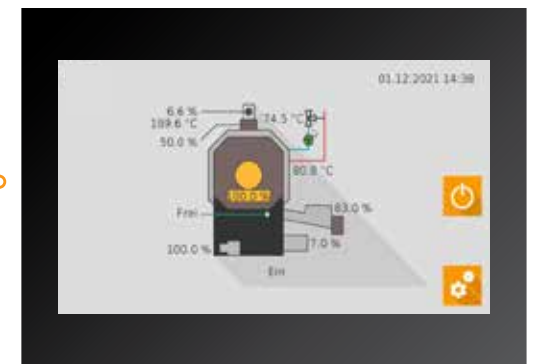 01.12.2021 14:38
6.6 %
189.6 °C
74.5 °C
50.0 %
80.8 °C
100.0 %
Frei
83.0 %
100.0 %
7.0 %
Ein